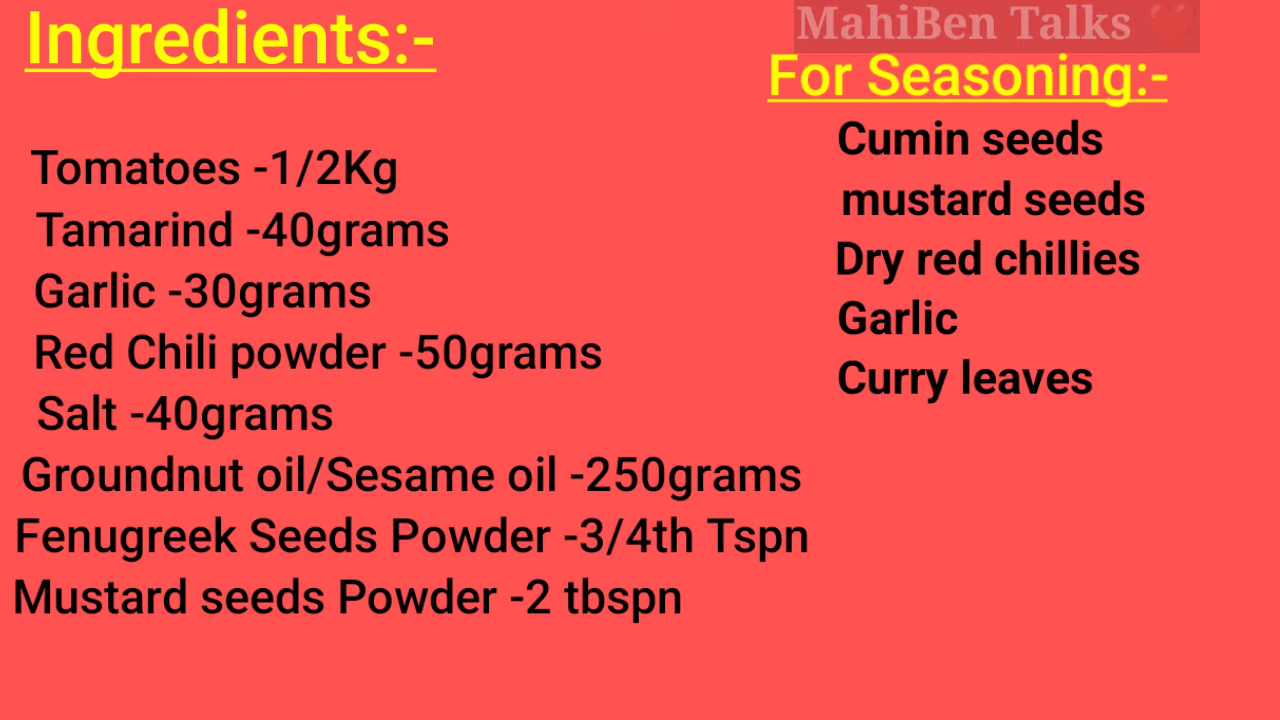 Ingredients:-
Tomatoes -1/2Kg
Tamarind -40grams
Garlic -30grams
Red Chili powder -50grams
Salt -40grams
Groundnut oil/Sesame oil -250grams
Fenugreek Seeds Powder -3/4th Tspn
Mustard seeds Powder -2 tbspn
MahiBen Talks ❤️
For Seasoning:-
Cumin seeds
mustard seeds
Dry red chillies
Garlic
Curry leaves